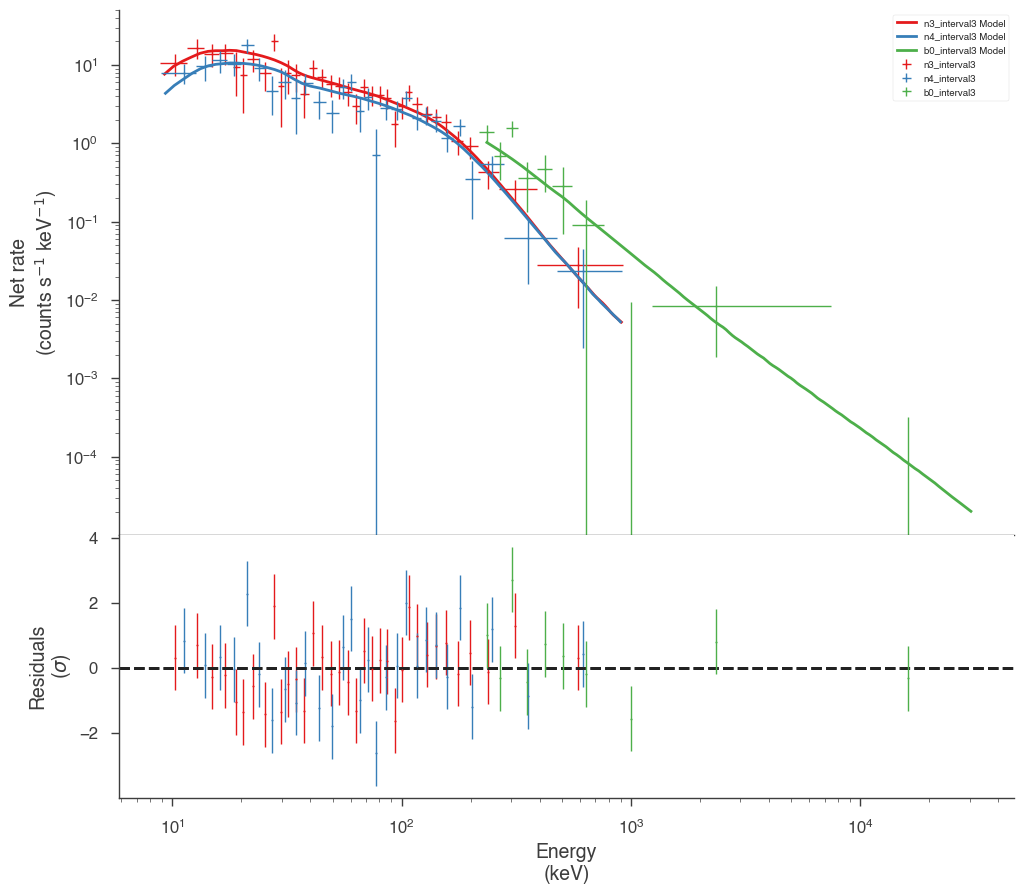 n3_interval3 Model
n4_interval3 Model
b0_interval3 Model
n3_interval3
n4_interval3
b0_interval3
Net rate
(counts s⁻¹ keV⁻¹)
10¹
10⁰
10⁻¹
10⁻²
10⁻³
10⁻⁴
Residuals
(σ)
4
2
0
−2
10¹ 10² 10³ 10⁴
Energy
(keV)